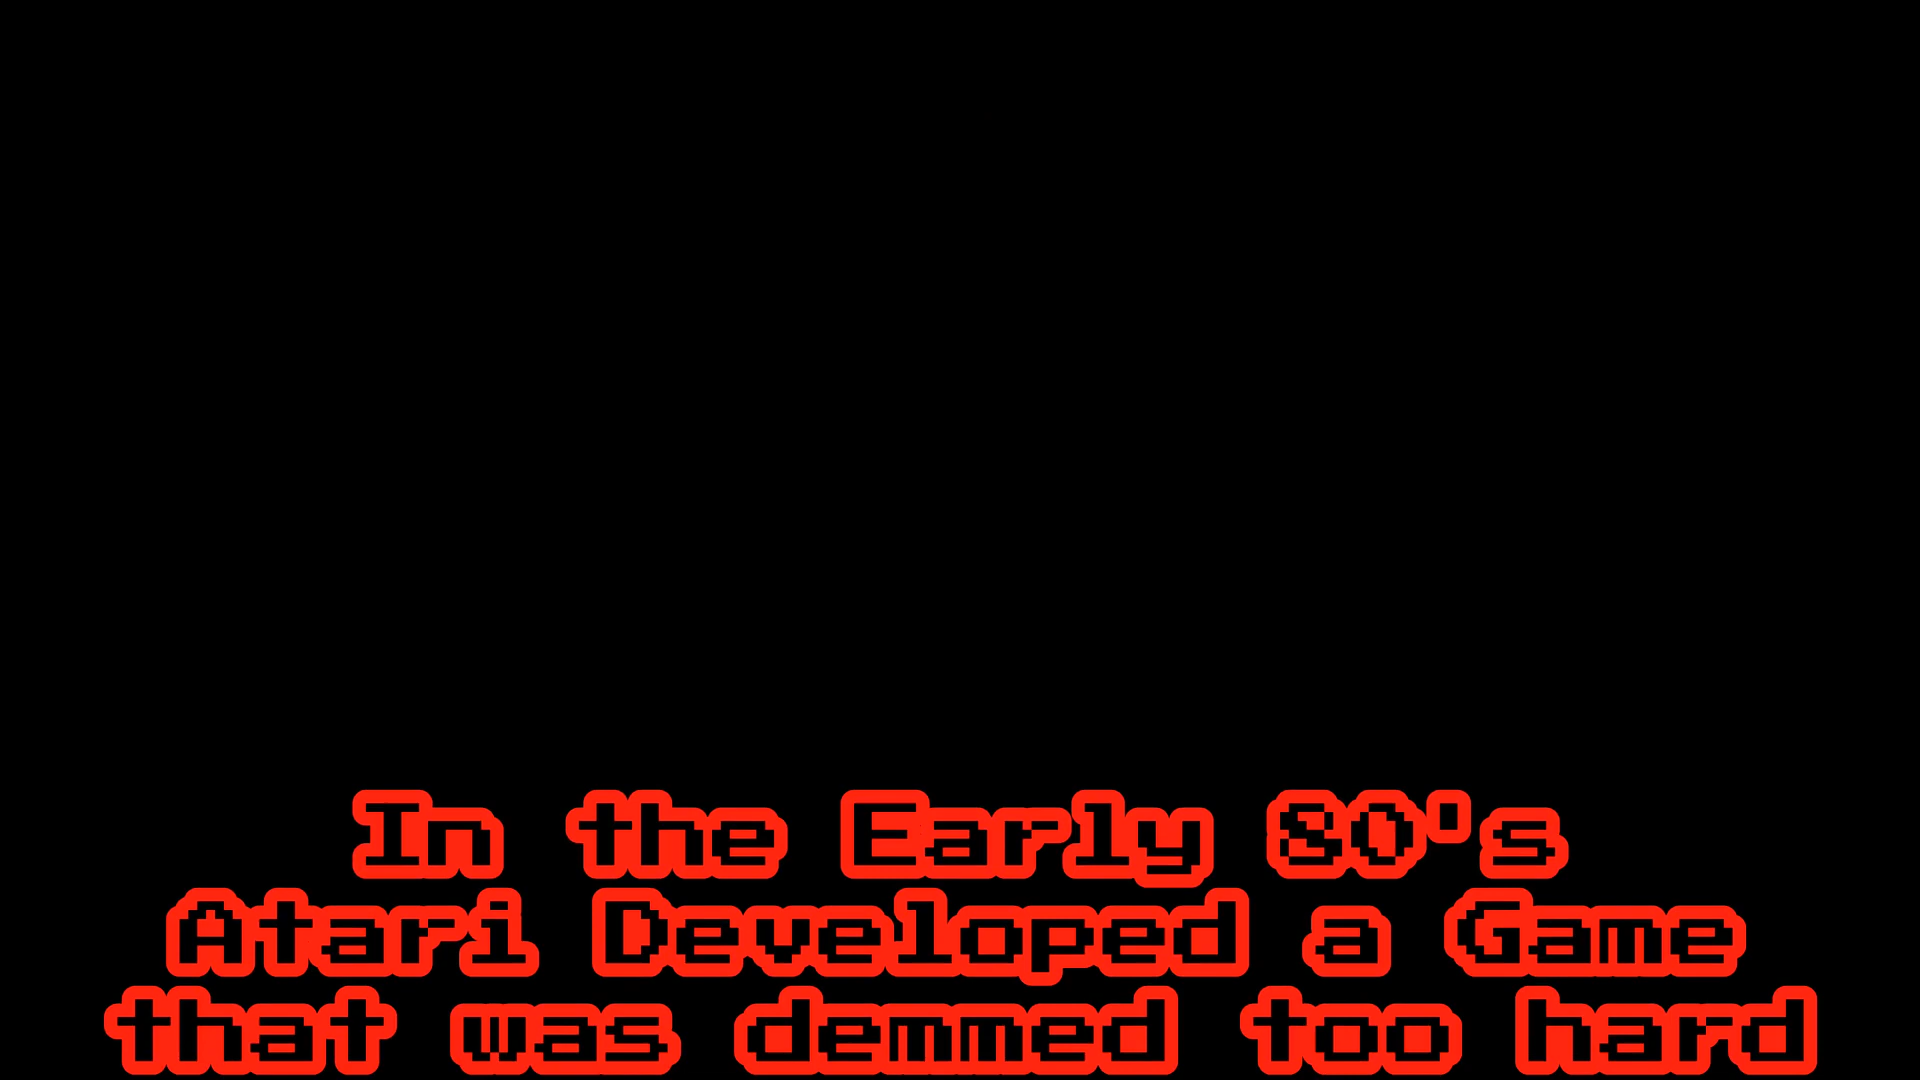 In the Early 80's
Atari Developed a Game
that was demmed too hard